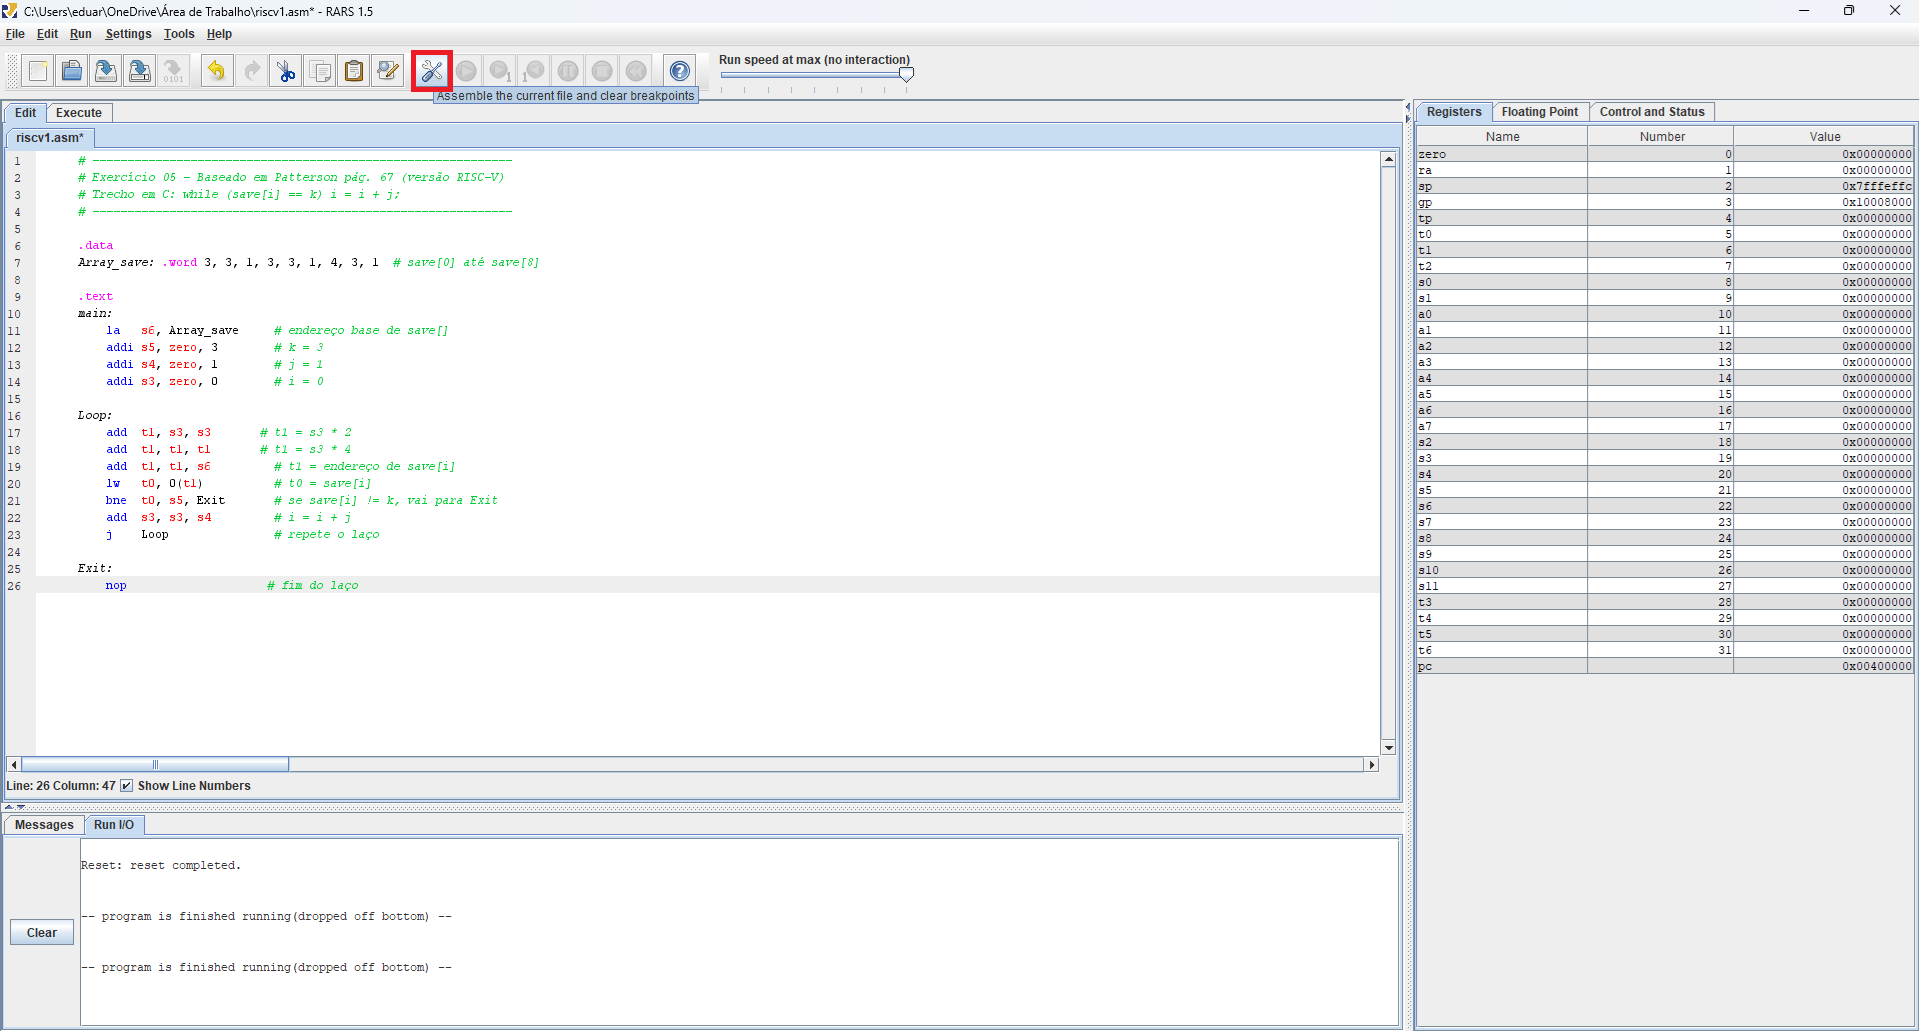 C:\Users\eduar\OneDrive\Área de Trabalho\riscv1.asm* - RARS 1.5
File Edit Run Settings Tools Help
Run speed at max (no interaction)
Assemble the current file and clear breakpoints
Edit Execute
riscv1.asm*
1 # ------------------------------------------------------------
2 # Exercício 05 - Baseado em Patterson pág. 67 (versão RISC-V)
3 # Trecho em C: while (save[i] == k) i = i + j;
4 # ------------------------------------------------------------
5
6 .data
7 Array_save: .word 3, 3, 1, 3, 3, 1, 4, 3, 1 # save[0] até save[8]
8
9 .text
10 main:
11 la s6, Array_save # endereço base de save[]
12 addi s5, zero, 3 # k = 3
13 addi s4, zero, 1 # j = 1
14 addi s3, zero, 0 # i = 0
15
16 Loop:
17 add t1, s3, s3 # t1 = s3 * 2
18 add t1, t1, t1 # t1 = s3 * 4
19 add t1, t1, s6 # t1 = endereço de save[i]
20 lw t0, 0(t1) # t0 = save[i]
21 bne t0, s5, Exit # se save[i] != k, vai para Exit
22 add s3, s3, s4 # i = i + j
23 j Loop # repete o laço
24
25 Exit:
26 nop # fim do laço
Line: 26 Column: 47 Show Line Numbers
Messages Run I/O
Clear
Reset: reset completed.
-- program is finished running(dropped off bottom) --
-- program is finished running(dropped off bottom) --
Registers Floating Point Control and Status
Name Number Value
zero 0 0x00000000
ra 1 0x00000000
sp 2 0x7fffeffc
gp 3 0x10008000
tp 4 0x00000000
t0 5 0x00000000
t1 6 0x00000000
t2 7 0x00000000
s0 8 0x00000000
s1 9 0x00000000
a0 10 0x00000000
a1 11 0x00000000
a2 12 0x00000000
a3 13 0x00000000
a4 14 0x00000000
a5 15 0x00000000
a6 16 0x00000000
a7 17 0x00000000
s2 18 0x00000000
s3 19 0x00000000
s4 20 0x00000000
s5 21 0x00000000
s6 22 0x00000000
s7 23 0x00000000
s8 24 0x00000000
s9 25 0x00000000
s10 26 0x00000000
s11 27 0x00000000
t3 28 0x00000000
t4 29 0x00000000
t5 30 0x00000000
t6 31 0x00000000
pc 0x00400000